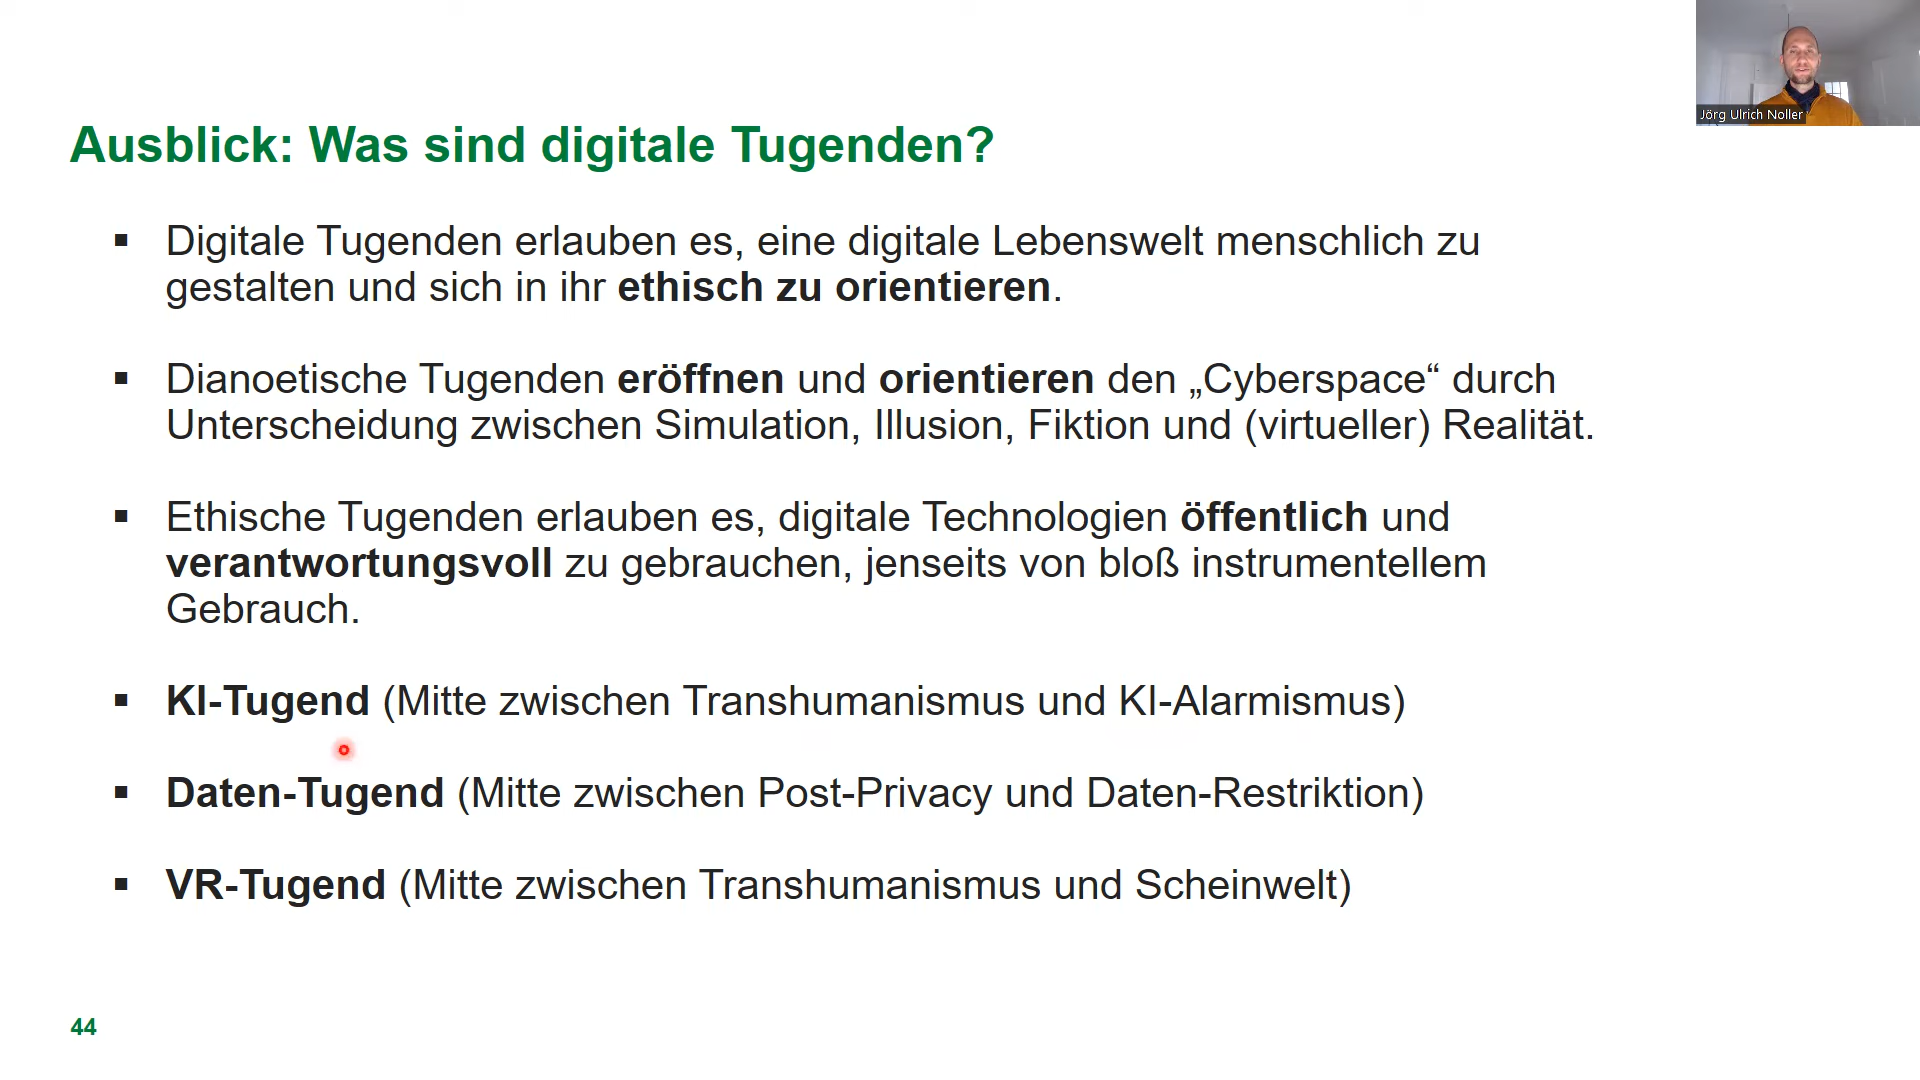 Jörg Ulrich Noller
Ausblick: Was sind digitale Tugenden?
▪ Digitale Tugenden erlauben es, eine digitale Lebenswelt menschlich zu
gestalten und sich in ihr ethisch zu orientieren.
▪ Dianoetische Tugenden eröffnen und orientieren den „Cyberspace“ durch
Unterscheidung zwischen Simulation, Illusion, Fiktion und (virtueller) Realität.
▪ Ethische Tugenden erlauben es, digitale Technologien öffentlich und
verantwortungsvoll zu gebrauchen, jenseits von bloß instrumentellem
Gebrauch.
▪ KI-Tugend (Mitte zwischen Transhumanismus und KI-Alarmismus)
▪ Daten-Tugend (Mitte zwischen Post-Privacy und Daten-Restriktion)
▪ VR-Tugend (Mitte zwischen Transhumanismus und Scheinwelt)
44